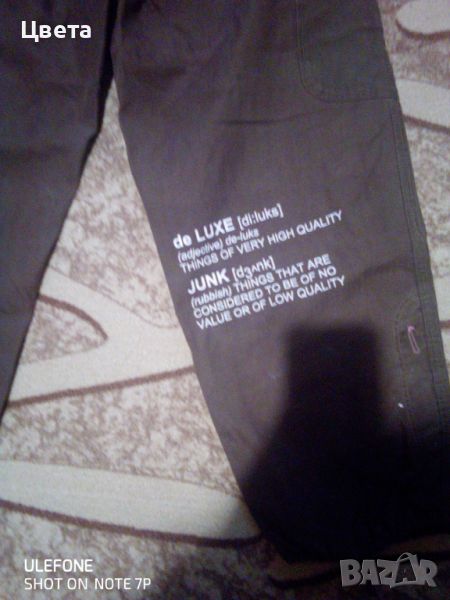 Цвета
de LUXE [di:luks]
(adjective) de-luks
THINGS OF VERY HIGH QUALITY
JUNK [dʒʌnk]
(rubbish) THINGS THAT ARE
CONSIDERED TO BE OF NO
VALUE OR OF LOW QUALITY
ULEFONE
SHOT ON NOTE 7P
BAZAR